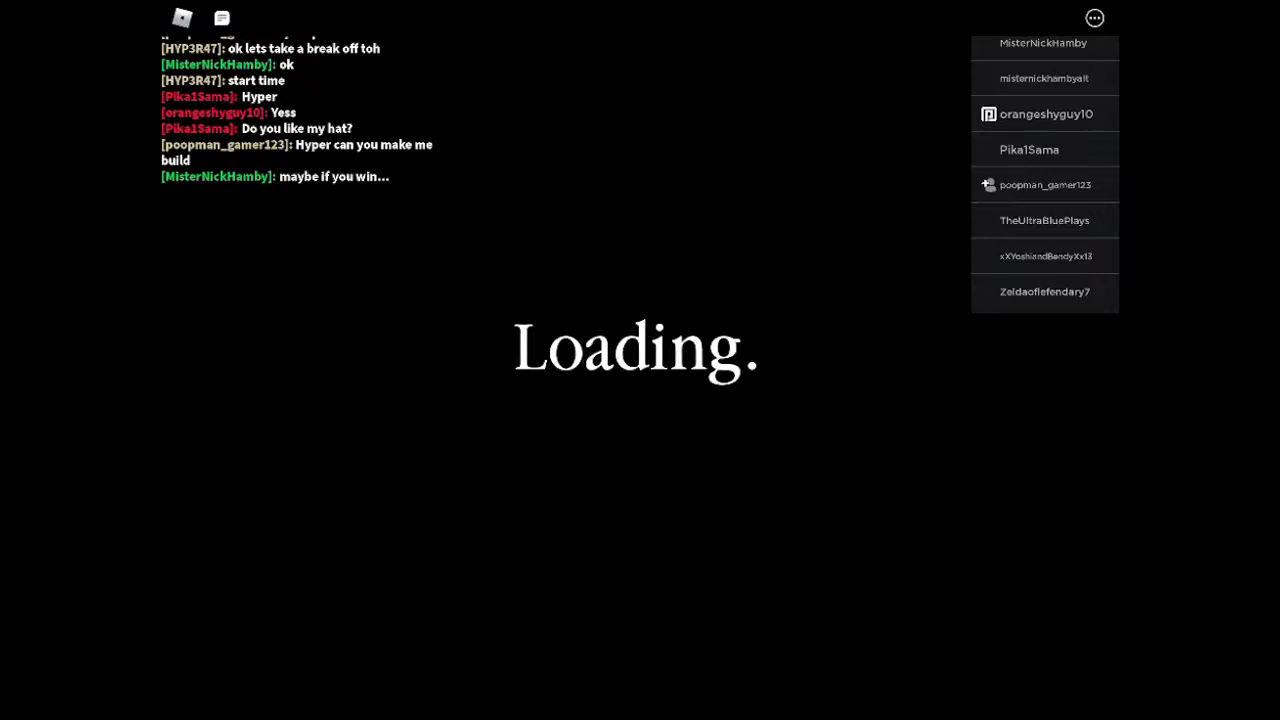 [HYP3R47]: ok lets take a break off toh
[MisterNickHamby]: ok
[HYP3R47]: start time
[Pika1Sama]: Hyper
[orangeshyguy10]: Yess
[Pika1Sama]: Do you like my hat?
[poopman_gamer123]: Hyper can you make me
build
[MisterNickHamby]: maybe if you win...
MisterNickHamby
misternickhambyalt
orangeshyguy10
Pika1Sama
poopman_gamer123
TheUltraBluePlays
xXYoshiandBendyXx13
Zeldaoflefendary7
Loading.